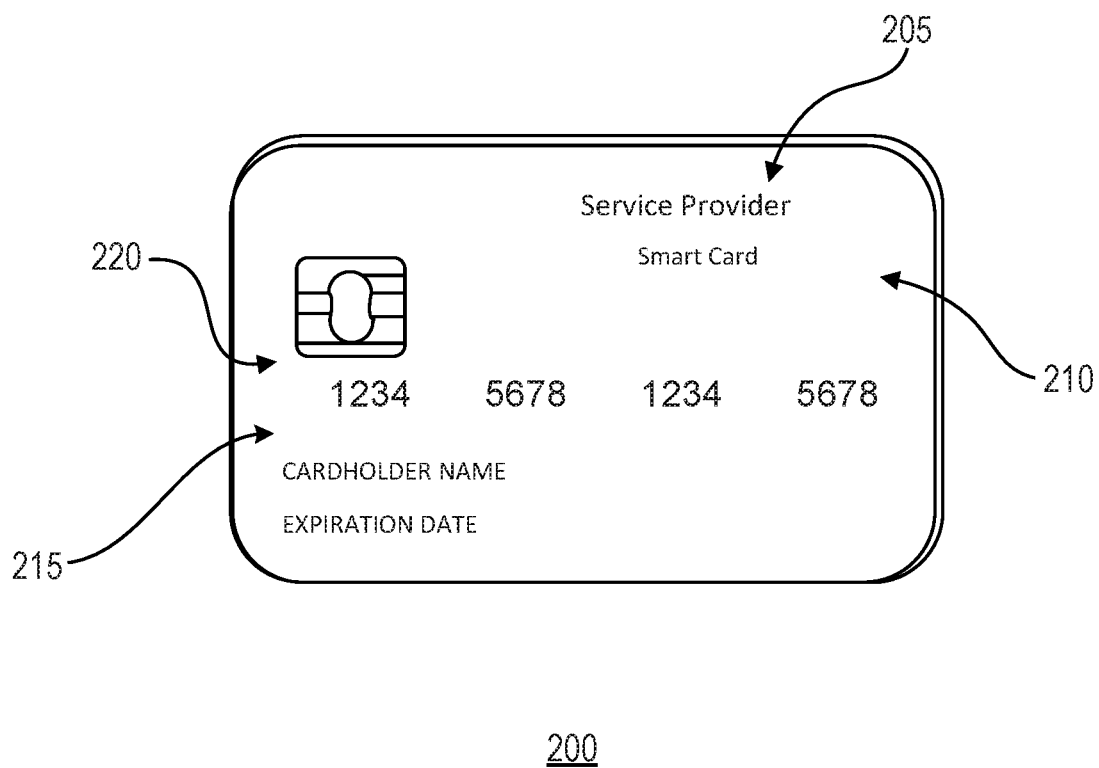 205
Service Provider
220
Smart Card
210
1234 5678 1234 5678
CARDHOLDER NAME
EXPIRATION DATE
215
200